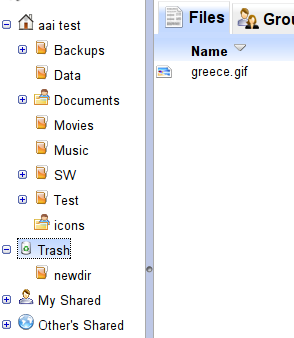 aai test
Backups
Data
Documents
Movies
Music
SW
Test
icons
Trash
newdir
My Shared
Other's Shared
Files
Grou
Name
greece.gif